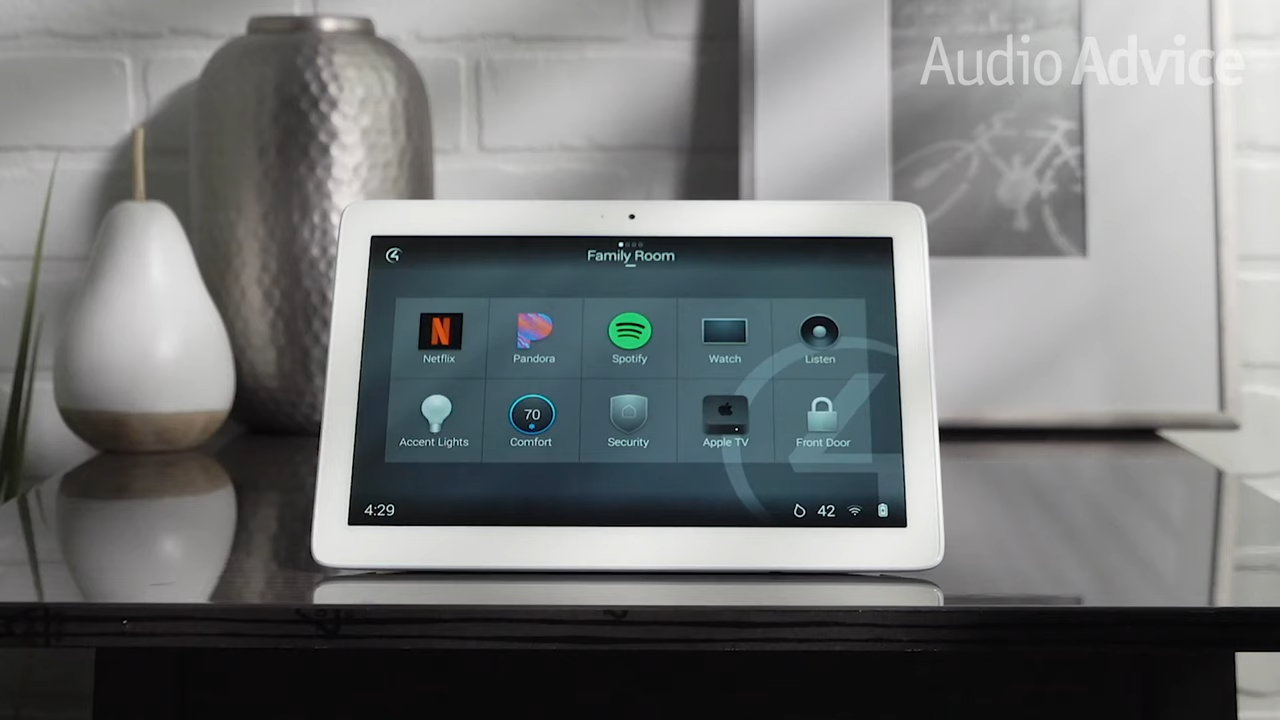 Audio Advice
Family Room
Netflix
Pandora
Spotify
Watch
Listen
Accent Lights
70
Comfort
Security
Apple TV
Front Door
4:29
42